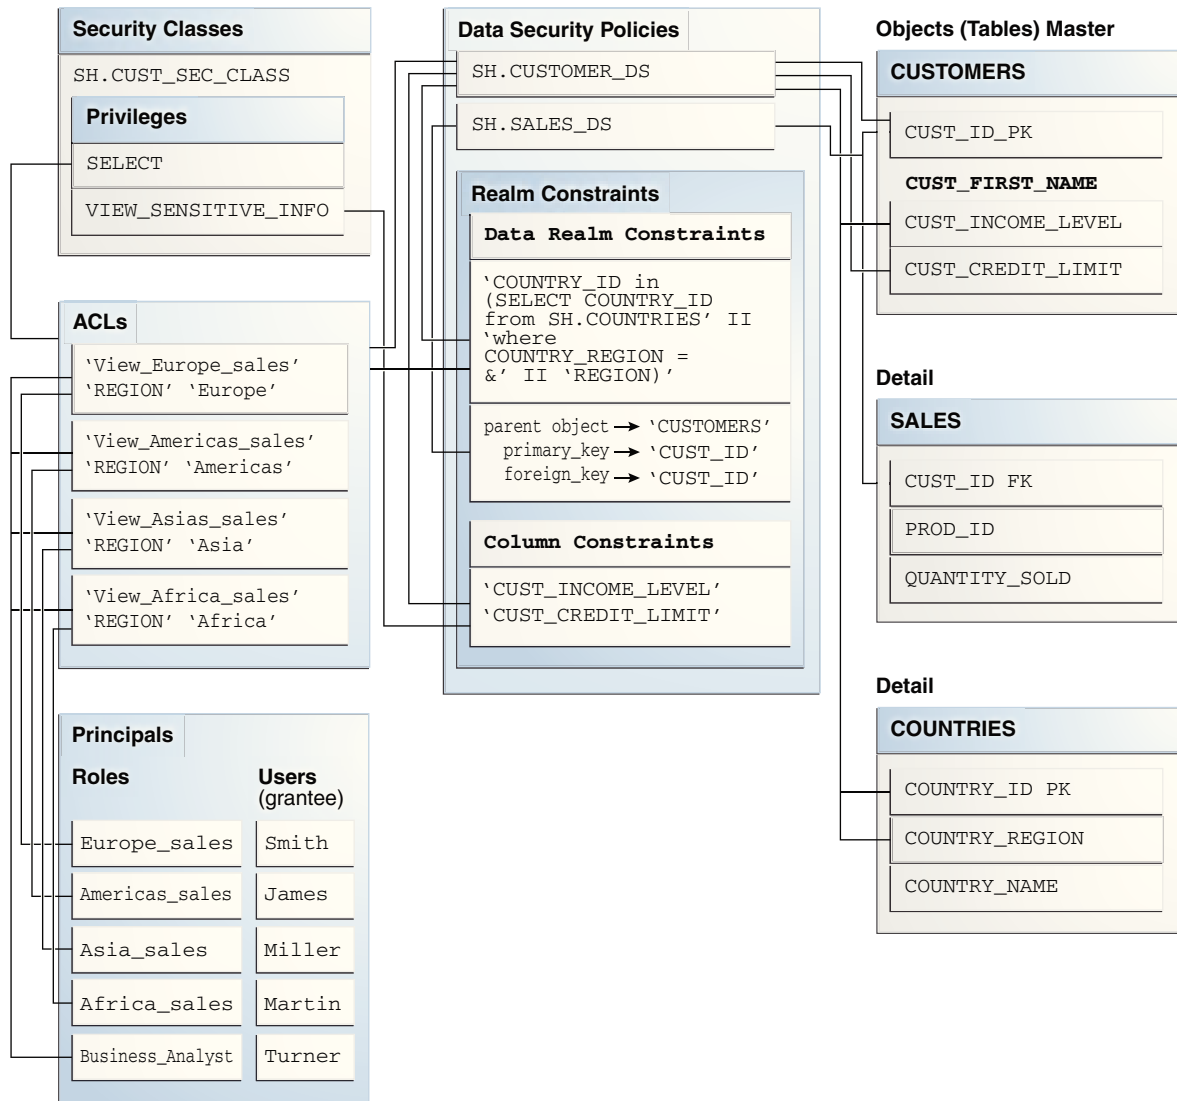 Security Classes
SH.CUST_SEC_CLASS
Privileges
SELECT
VIEW_SENSITIVE_INFO
ACLs
‘View_Europe_sales’
‘REGION’ ‘Europe’
‘View_Americas_sales’
‘REGION’ ‘Americas’
‘View_Asias_sales’
‘REGION’ ‘Asia’
‘View_Africa_sales’
‘REGION’ ‘Africa’
Principals
Roles
Users
(grantee)
Europe_sales
Smith
Americas_sales
James
Asia_sales
Miller
Africa_sales
Martin
Business_Analyst
Turner
Data Security Policies
SH.CUSTOMER_DS
SH.SALES_DS
Realm Constraints
Data Realm Constraints
‘COUNTRY_ID in
(SELECT COUNTRY_ID
from SH.COUNTRIES’ II
‘where
COUNTRY_REGION =
&’ II ‘REGION)’
parent object → ‘CUSTOMERS’
primary_key → ‘CUST_ID’
foreign_key → ‘CUST_ID’
Column Constraints
‘CUST_INCOME_LEVEL’
‘CUST_CREDIT_LIMIT’
Objects (Tables) Master
CUSTOMERS
CUST_ID_PK
CUST_FIRST_NAME
CUST_INCOME_LEVEL
CUST_CREDIT_LIMIT
Detail
SALES
CUST_ID FK
PROD_ID
QUANTITY_SOLD
Detail
COUNTRIES
COUNTRY_ID PK
COUNTRY_REGION
COUNTRY_NAME